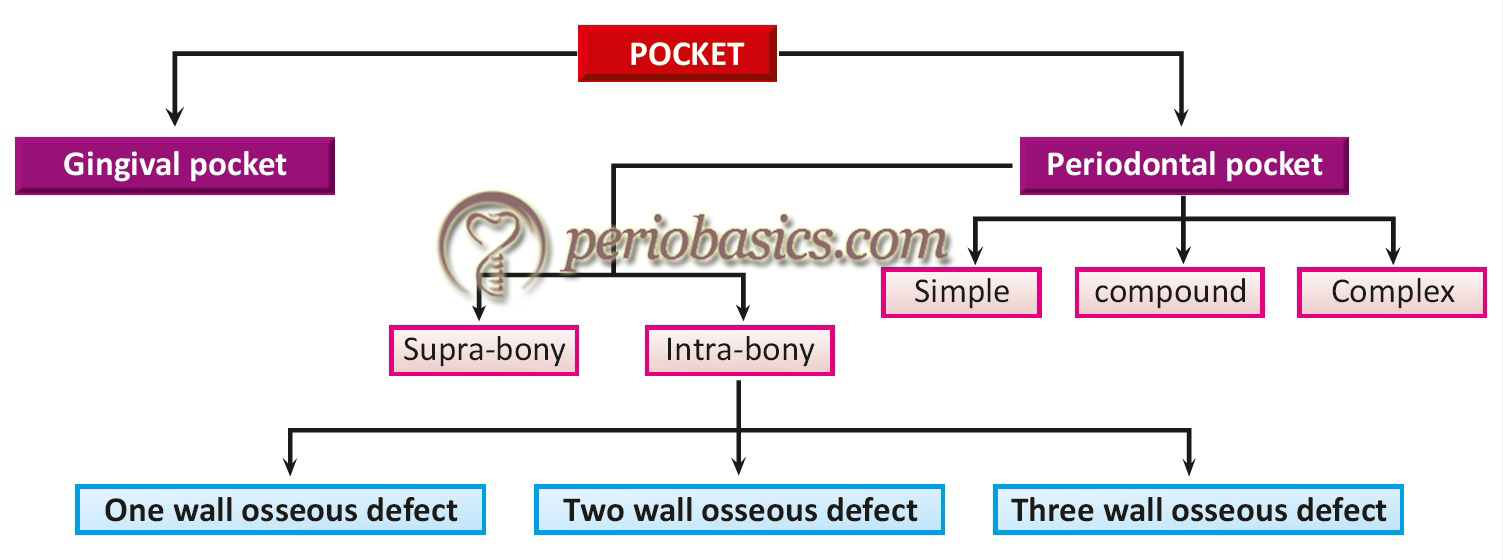 POCKET
Gingival pocket
Periodontal pocket
periobasics.com
Simple
compound
Complex
Supra-bony
Intra-bony
One wall osseous defect
Two wall osseous defect
Three wall osseous defect